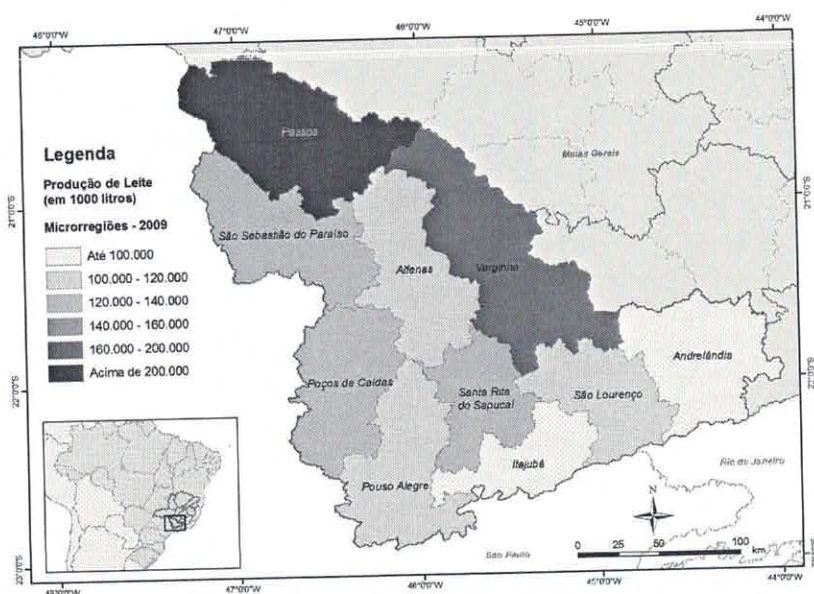 46°0'0"W 47°0'0"W 46°0'0"W 45°0'0"W 44°0'0"W
Passos
Minas Gerais
Legenda
Produção de Leite
(em 1000 litros)
Microrregiões - 2009
Até 100.000
100.000 - 120.000
120.000 - 140.000
140.000 - 160.000
160.000 - 200.000
Acima de 200.000
21°0'0"S
21°0'0"S
São Sebastião do Paraíso
Alfenas
Varginha
Andrelândia
22°0'0"S
22°0'0"S
Poços de Caldas
Santa Rita
do Sapucaí
São Lourenço
Itajubá
Pouso Alegre
Rio de Janeiro
São Paulo
N
0 25 50 100
km
23°0'0"S
47°0'0"W 46°0'0"W 45°0'0"W 44°0'0"W